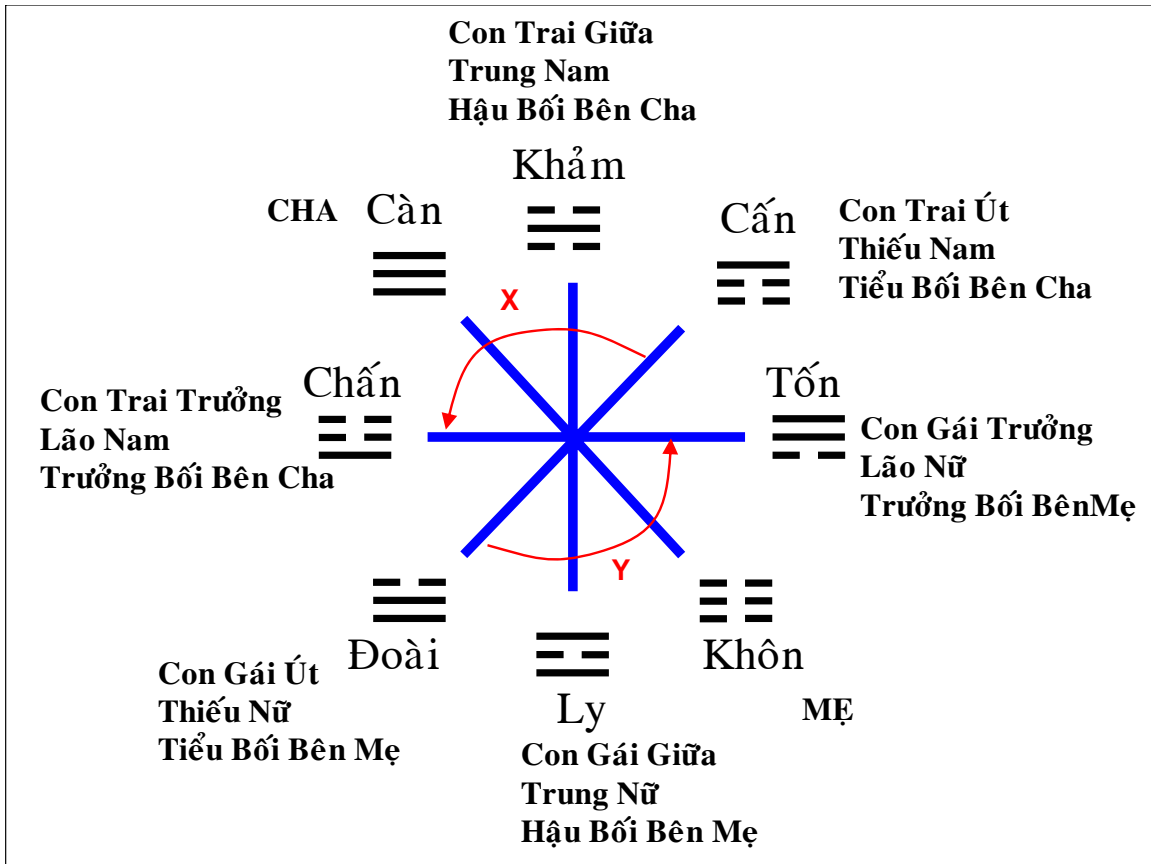 Con Trai Giữa
Trung Nam
Hậu Bối Bên Cha
Khảm
CHA
Càn
Cấn
Con Trai Út
Thiếu Nam
Tiểu Bối Bên Cha
X
Chấn
Con Trai Trưởng
Lão Nam
Trưởng Bối Bên Cha
Tốn
Con Gái Trưởng
Lão Nữ
Trưởng Bối BênMẹ
Y
Đoài
Con Gái Út
Thiếu Nữ
Tiểu Bối Bên Mẹ
Ly
Con Gái Giữa
Trung Nữ
Hậu Bối Bên Mẹ
Khôn
MẸ